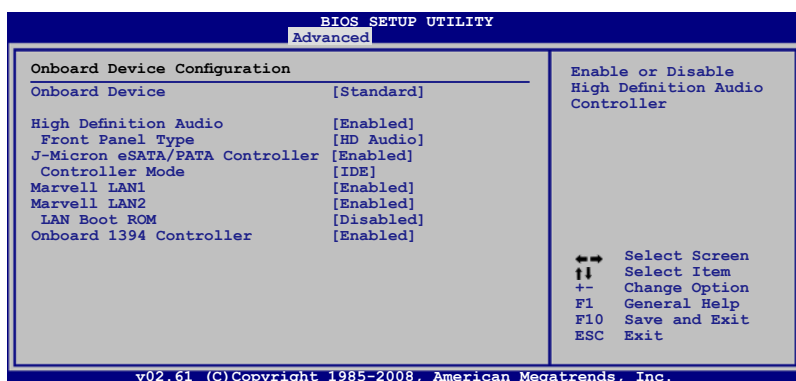 BIOS SETUP UTILITY
Advanced
Onboard Device Configuration
Onboard Device [Standard]
High Definition Audio [Enabled]
Front Panel Type [HD Audio]
J-Micron eSATA/PATA Controller [Enabled]
Controller Mode [IDE]
Marvell LAN1 [Enabled]
Marvell LAN2 [Enabled]
LAN Boot ROM [Disabled]
Onboard 1394 Controller [Enabled]
Enable or Disable
High Definition Audio
Controller
←→ Select Screen
↑↓ Select Item
+- Change Option
F1 General Help
F10 Save and Exit
ESC Exit
v02.61 (C)Copyright 1985-2008, American Megatrends, Inc.